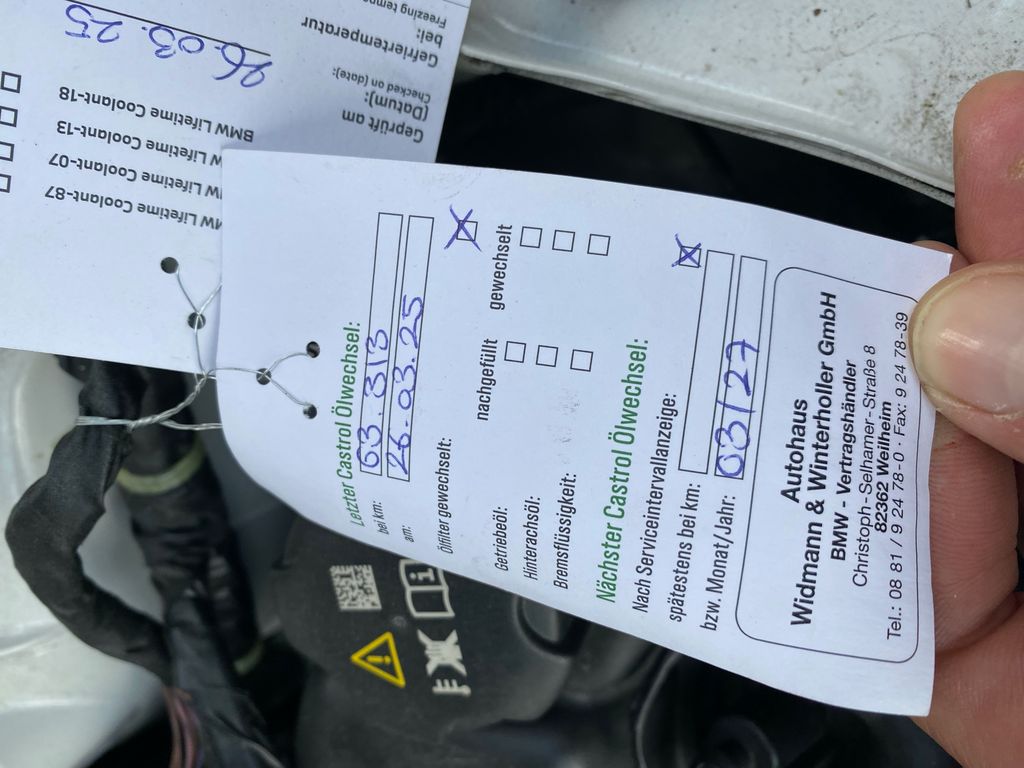 Letzter Castrol Ölwechsel:
bei km: 63.313
am: 26.03.25
Ölfilter gewechselt:
nachgefüllt gewechselt
Getriebeöl:
Hinterachsöl:
Bremsflüssigkeit:
Nächster Castrol Ölwechsel:
Nach Serviceintervallanzeige:
spätestens bei km:
bzw. Monat/Jahr: 03/27
Autohaus
Widmann & Winterholler GmbH
BMW - Vertragshändler
Christoph-Selhamer-Straße 8
82362 Weilheim
Tel.: 08 81 / 9 24 78-0 · Fax: 9 24 78-39
Lifetime Coolant-87
Lifetime Coolant-07
Lifetime Coolant-13
BMW Lifetime Coolant-18
Geprüft am
(Datum):
Checked on (date):
26.03.25
Gefriertemperatur
bei:
Freezing